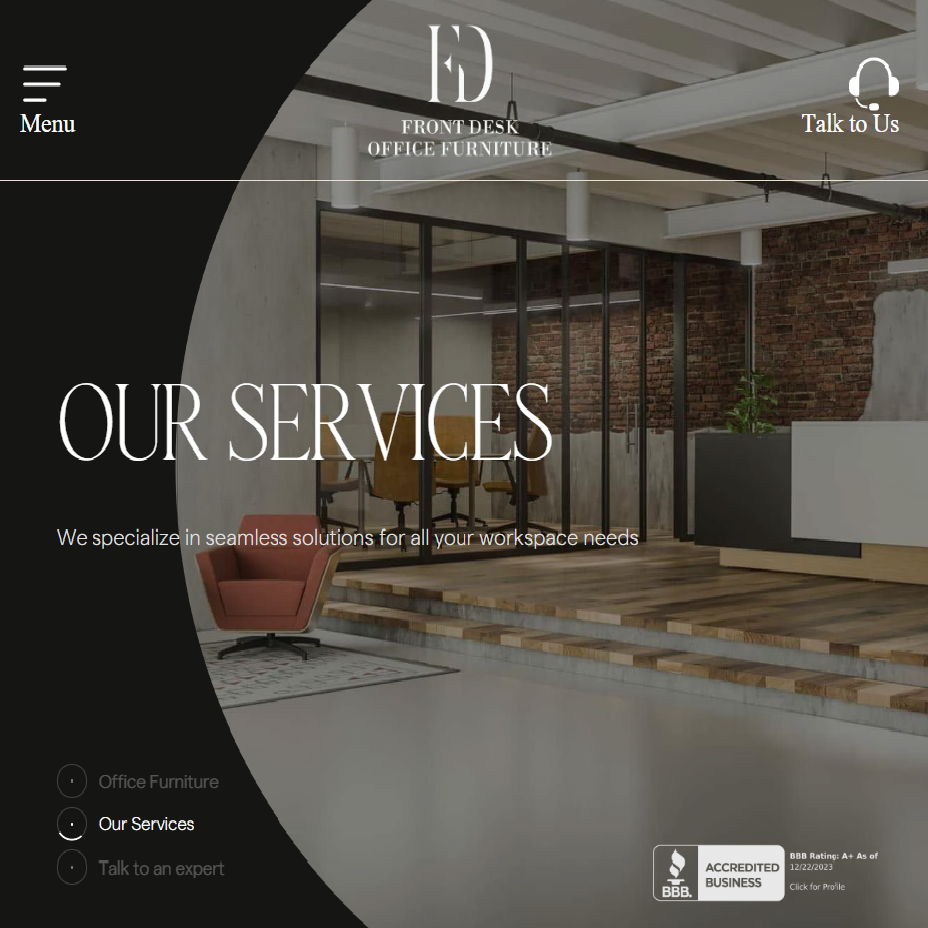 FD
FRONT DESK
OFFICE FURNITURE
Menu
Talk to Us
OUR SERVICES
We specialize in seamless solutions for all your workspace needs
Office Furniture
Our Services
Talk to an expert
BBB.
ACCREDITED
BUSINESS
BBB Rating: A+ As of
12/22/2023
Click for Profile